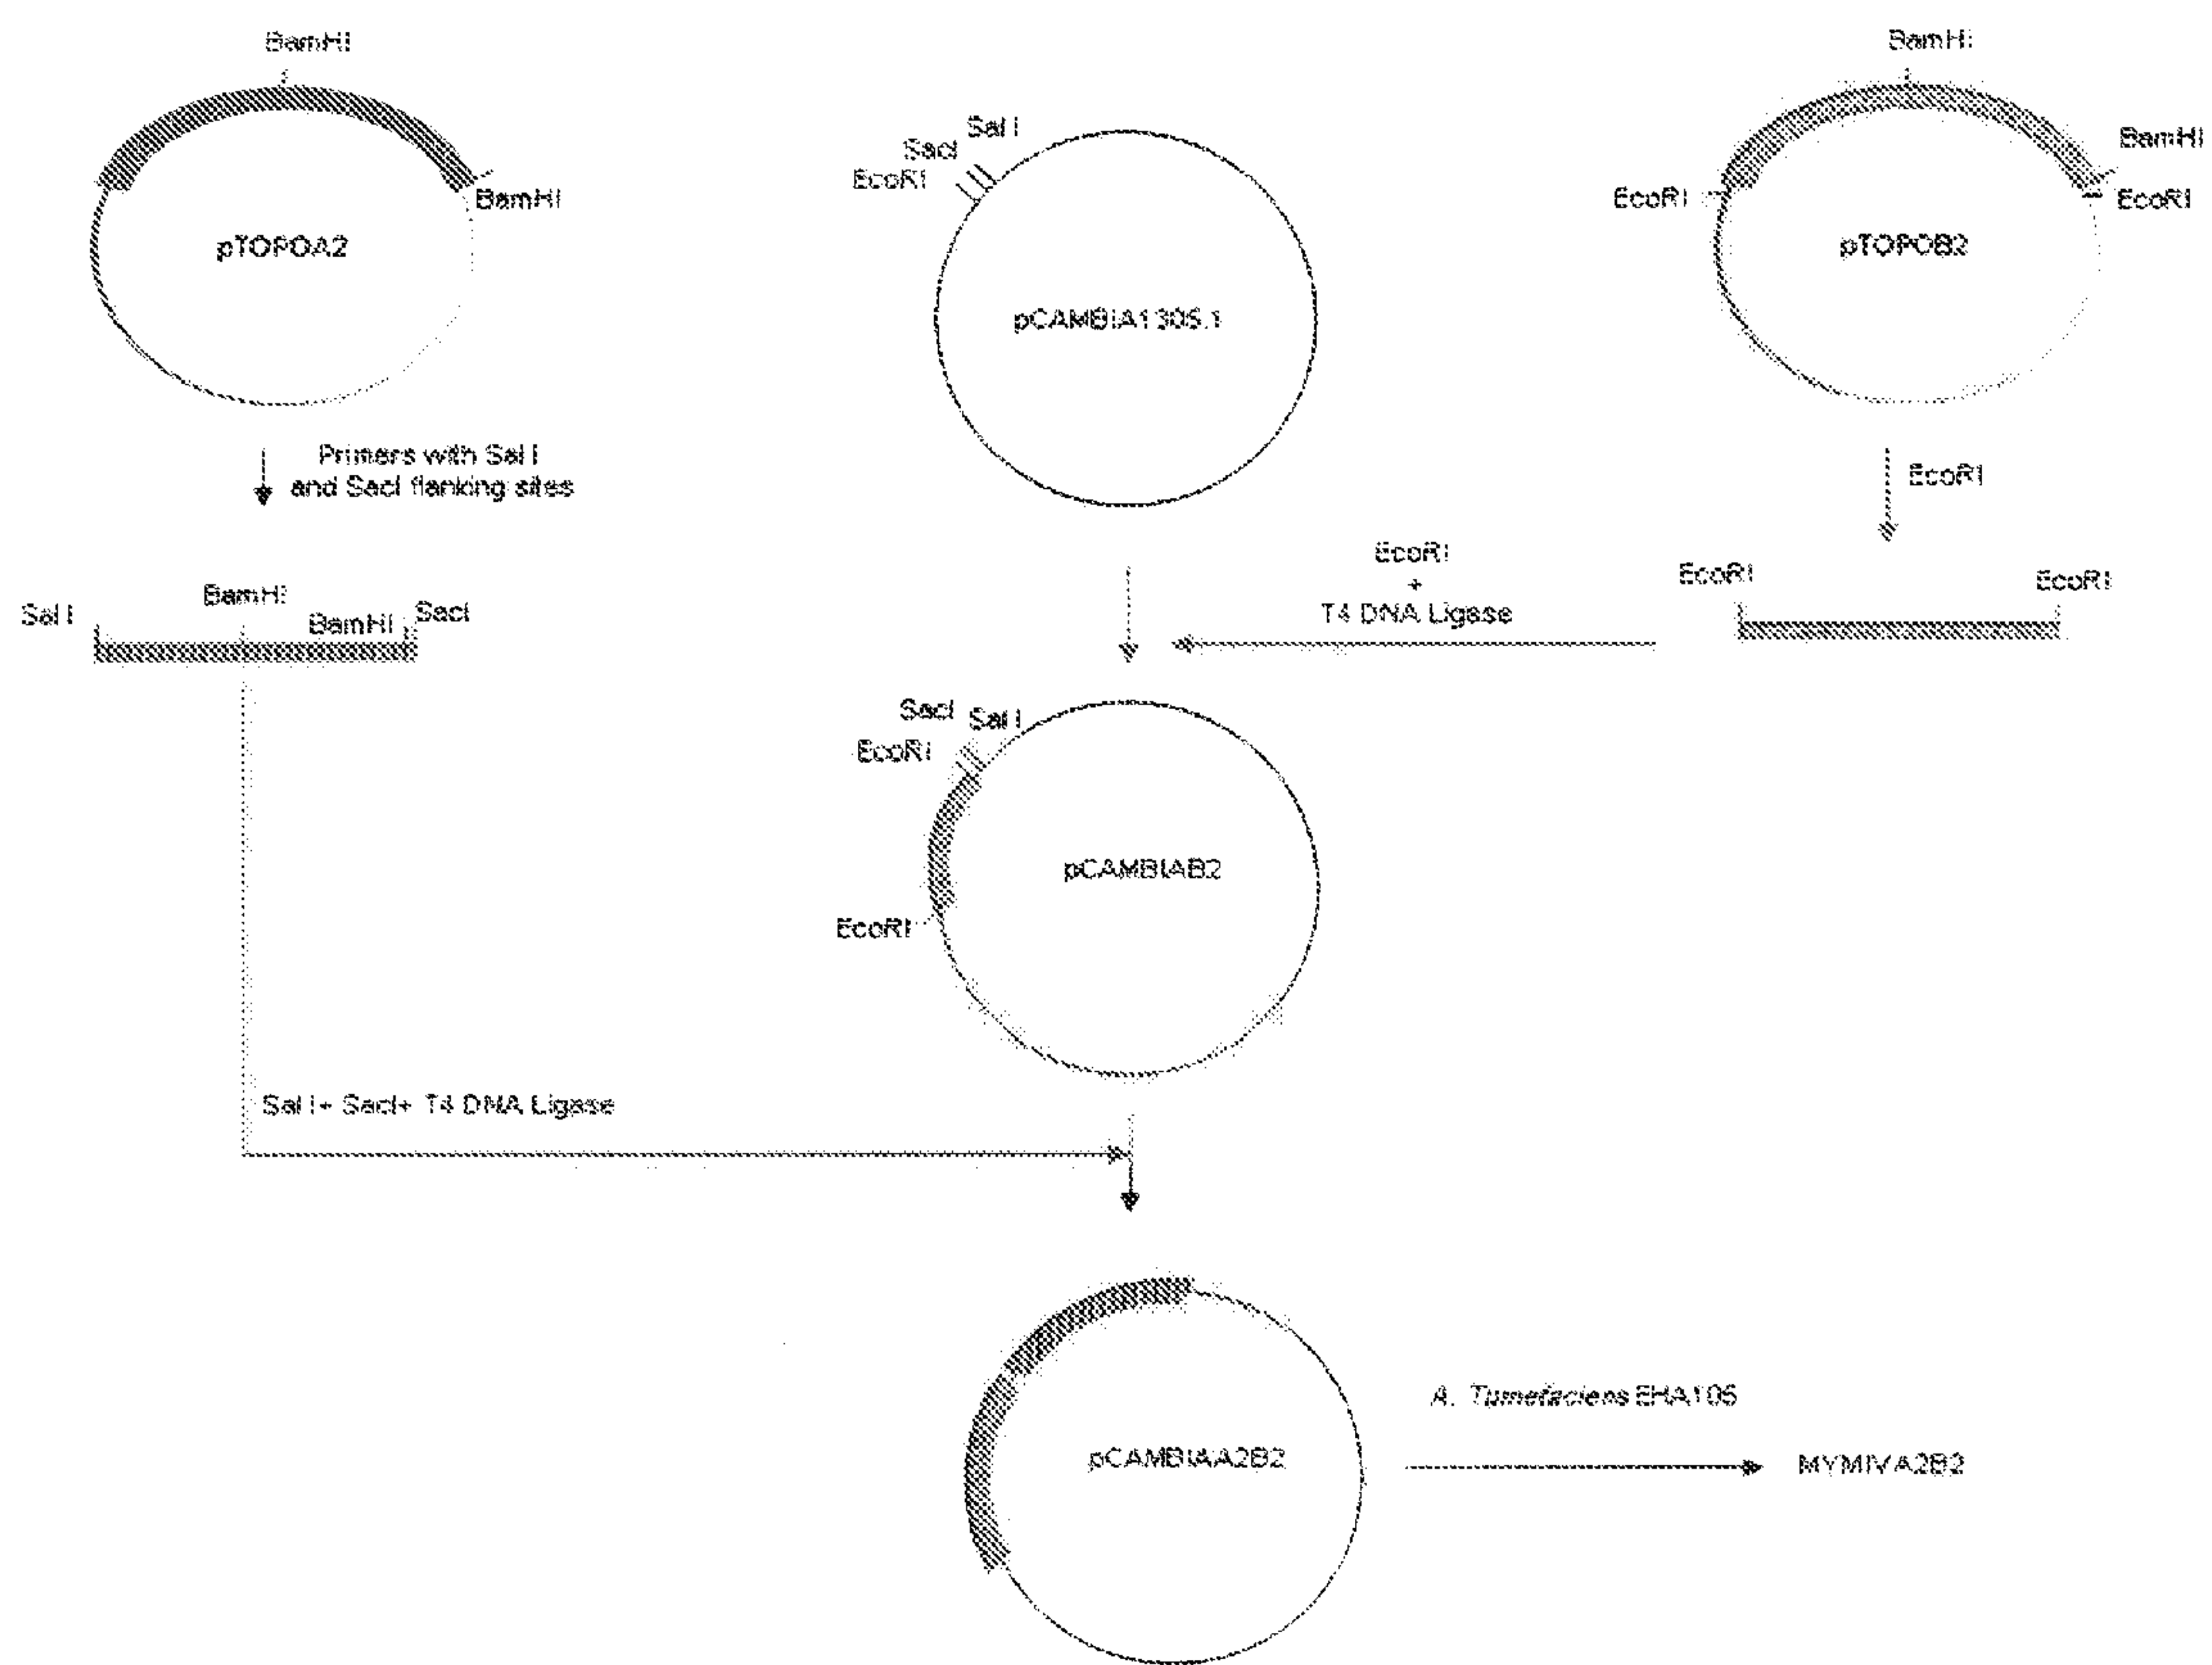 BamHI
BamHI
pTOPOA2
Sal I
SacI
EcoRI
pCAMBIA1305.1
BamHI
BamHI
EcoRI
EcoRI
pTOPOB2
Primers with Sal I
and SacI flanking sites
EcoRI
EcoRI
+
T4 DNA Ligase
Sal I
BamHI
BamHI
SacI
EcoRI
EcoRI
SacI
Sal I
EcoRI
pCAMBIAB2
EcoRI
Sal I+ SacI+ T4 DNA Ligase
pCAMBIAA2B2
A. Tumefaciens EHA105
MYMIVA2B2